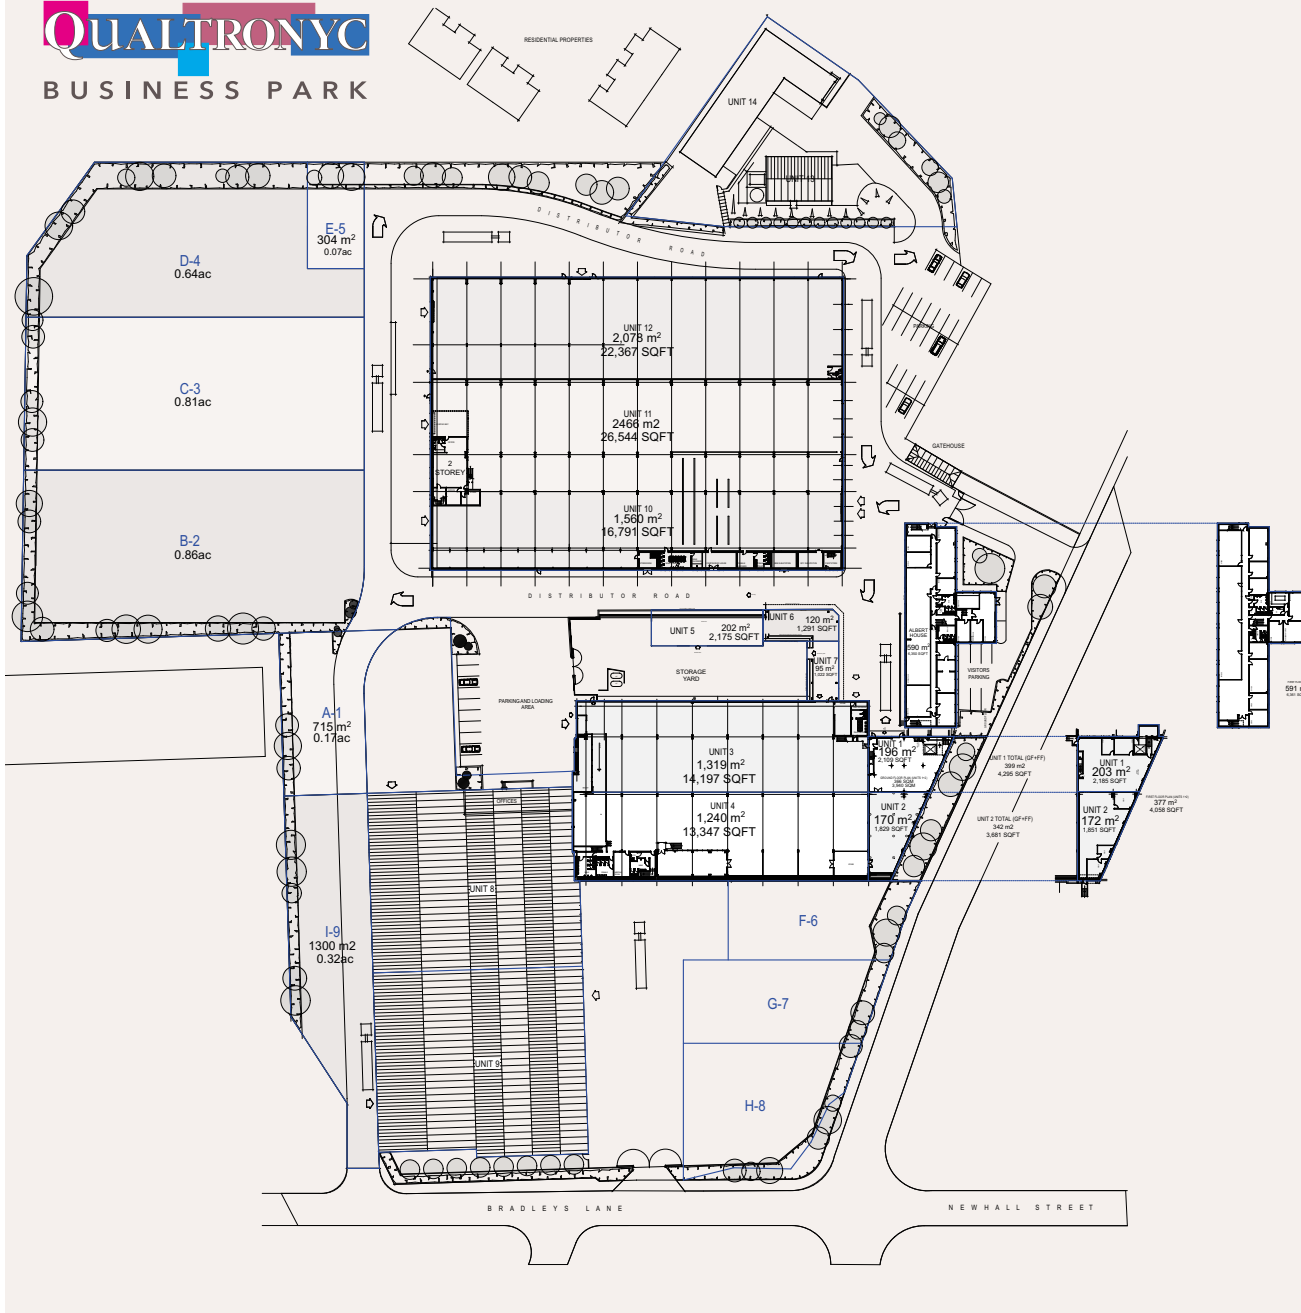 QUALTRONYC
BUSINESS PARK
RESIDENTIAL PROPERTIES
UNIT 14
UNIT 13
DISTRIBUTOR ROAD
E-5
304 m²
0.07ac
D-4
0.64ac
C-3
0.81ac
B-2
0.86ac
UNIT 12
2,078 m²
22,367 SQFT
UNIT 11
2466 m2
26,544 SQFT
2
STOREY
UNIT 10
1,560 m²
16,791 SQFT
PARKING
GATEHOUSE
DISTRIBUTOR ROAD
UNIT 5
202 m²
2,175 SQFT
UNIT 6
120 m²
1,291 SQFT
UNIT 7
95 m²
1,022 SQFT
STORAGE
YARD
PARKING AND LOADING
AREA
ALBERT
HOUSE
590 m²
VISITORS
PARKING
591
A-1
715 m²
0.17ac
UNIT 3
1,319 m²
14,197 SQFT
UNIT 4
1,240 m²
13,347 SQFT
UNIT 1
196 m²
2,109 SQFT
UNIT 2
170 m²
1,829 SQFT
UNIT 1 TOTAL (GF+FF)
399 m2
4,295 SQFT
UNIT 2 TOTAL (GF+FF)
342 m2
3,681 SQFT
UNIT 1
203 m²
2,185 SQFT
UNIT 2
172 m²
1,851 SQFT
377 m²
4,058 SQFT
OFFICES
UNIT 8
UNIT 9
I-9
1300 m2
0.32ac
F-6
G-7
H-8
BRADLEYS LANE
NEWHALL STREET